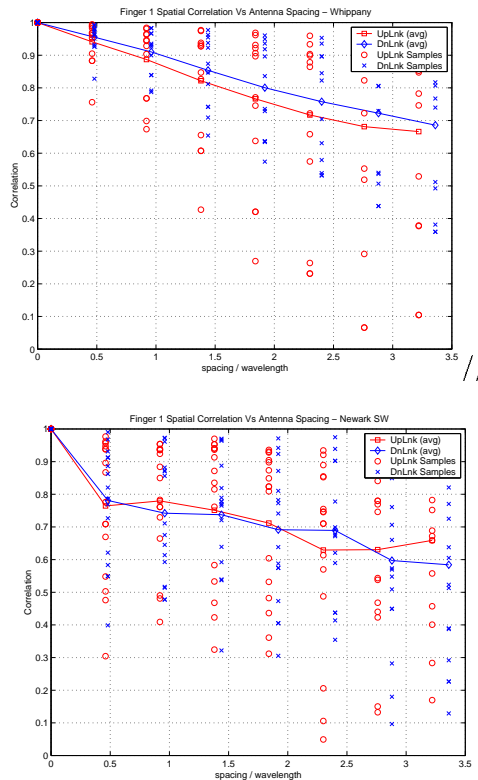 Finger 1 Spatial Correlation Vs Antenna Spacing – Whippany
1
0.9
0.8
0.7
0.6
0.5
0.4
0.3
0.2
0.1
0
Correlation
UpLnk (avg)
DnLnk (avg)
UpLnk Samples
DnLnk Samples
0 0.5 1 1.5 2 2.5 3 3.5
spacing / wavelength
Finger 1 Spatial Correlation Vs Antenna Spacing – Newark SW
1
0.9
0.8
0.7
0.6
0.5
0.4
0.3
0.2
0.1
0
Correlation
UpLnk (avg)
DnLnk (avg)
UpLnk Samples
DnLnk Samples
0 0.5 1 1.5 2 2.5 3 3.5
spacing / wavelength